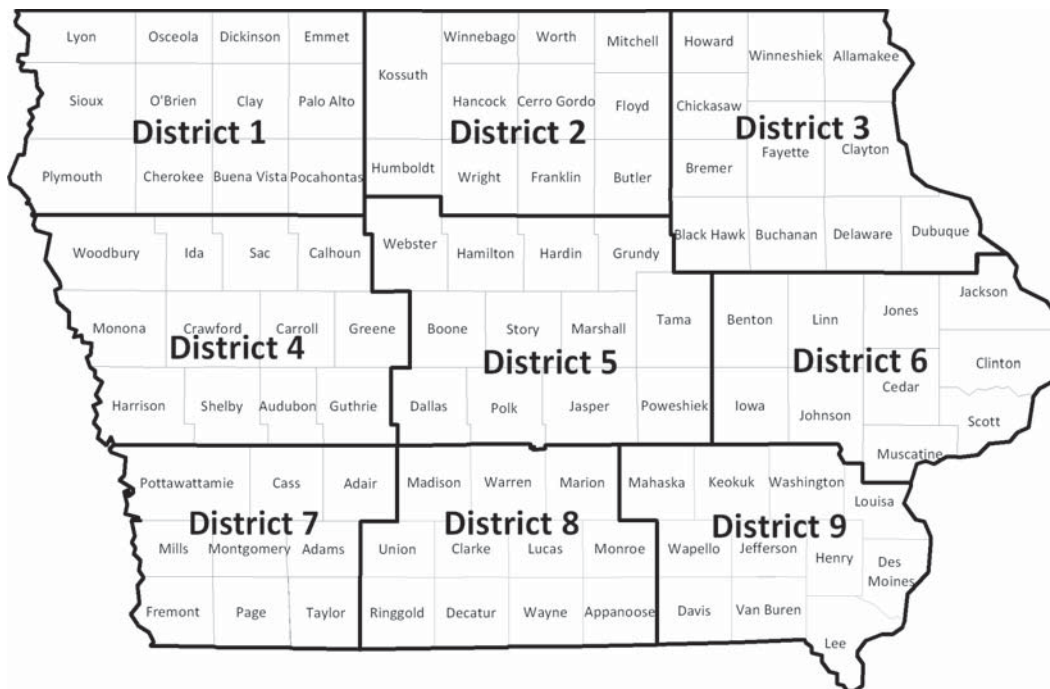 Lyon
Osceola
Dickinson
Emmet
Sioux
O'Brien
Clay
Palo Alto
District 1
Plymouth
Cherokee
Buena Vista
Pocahontas
Kossuth
Winnebago
Worth
Mitchell
Hancock
Cerro Gordo
Floyd
District 2
Humboldt
Wright
Franklin
Butler
Howard
Winneshiek
Allamakee
Chickasaw
District 3
Fayette
Clayton
Bremer
Black Hawk
Buchanan
Delaware
Dubuque
Woodbury
Ida
Sac
Calhoun
Monona
Crawford
Carroll
Greene
District 4
Harrison
Shelby
Audubon
Guthrie
Webster
Hamilton
Hardin
Grundy
Boone
Story
Marshall
Tama
District 5
Dallas
Polk
Jasper
Poweshiek
Benton
Linn
Jones
Jackson
District 6
Clinton
Cedar
Iowa
Johnson
Scott
Muscatine
Pottawattamie
Cass
Adair
District 7
Mills
Montgomery
Adams
Fremont
Page
Taylor
Madison
Warren
Marion
District 8
Union
Clarke
Lucas
Monroe
Ringgold
Decatur
Wayne
Appanoose
Mahaska
Keokuk
Washington
Louisa
District 9
Wapello
Jefferson
Henry
Des
Moines
Davis
Van Buren
Lee